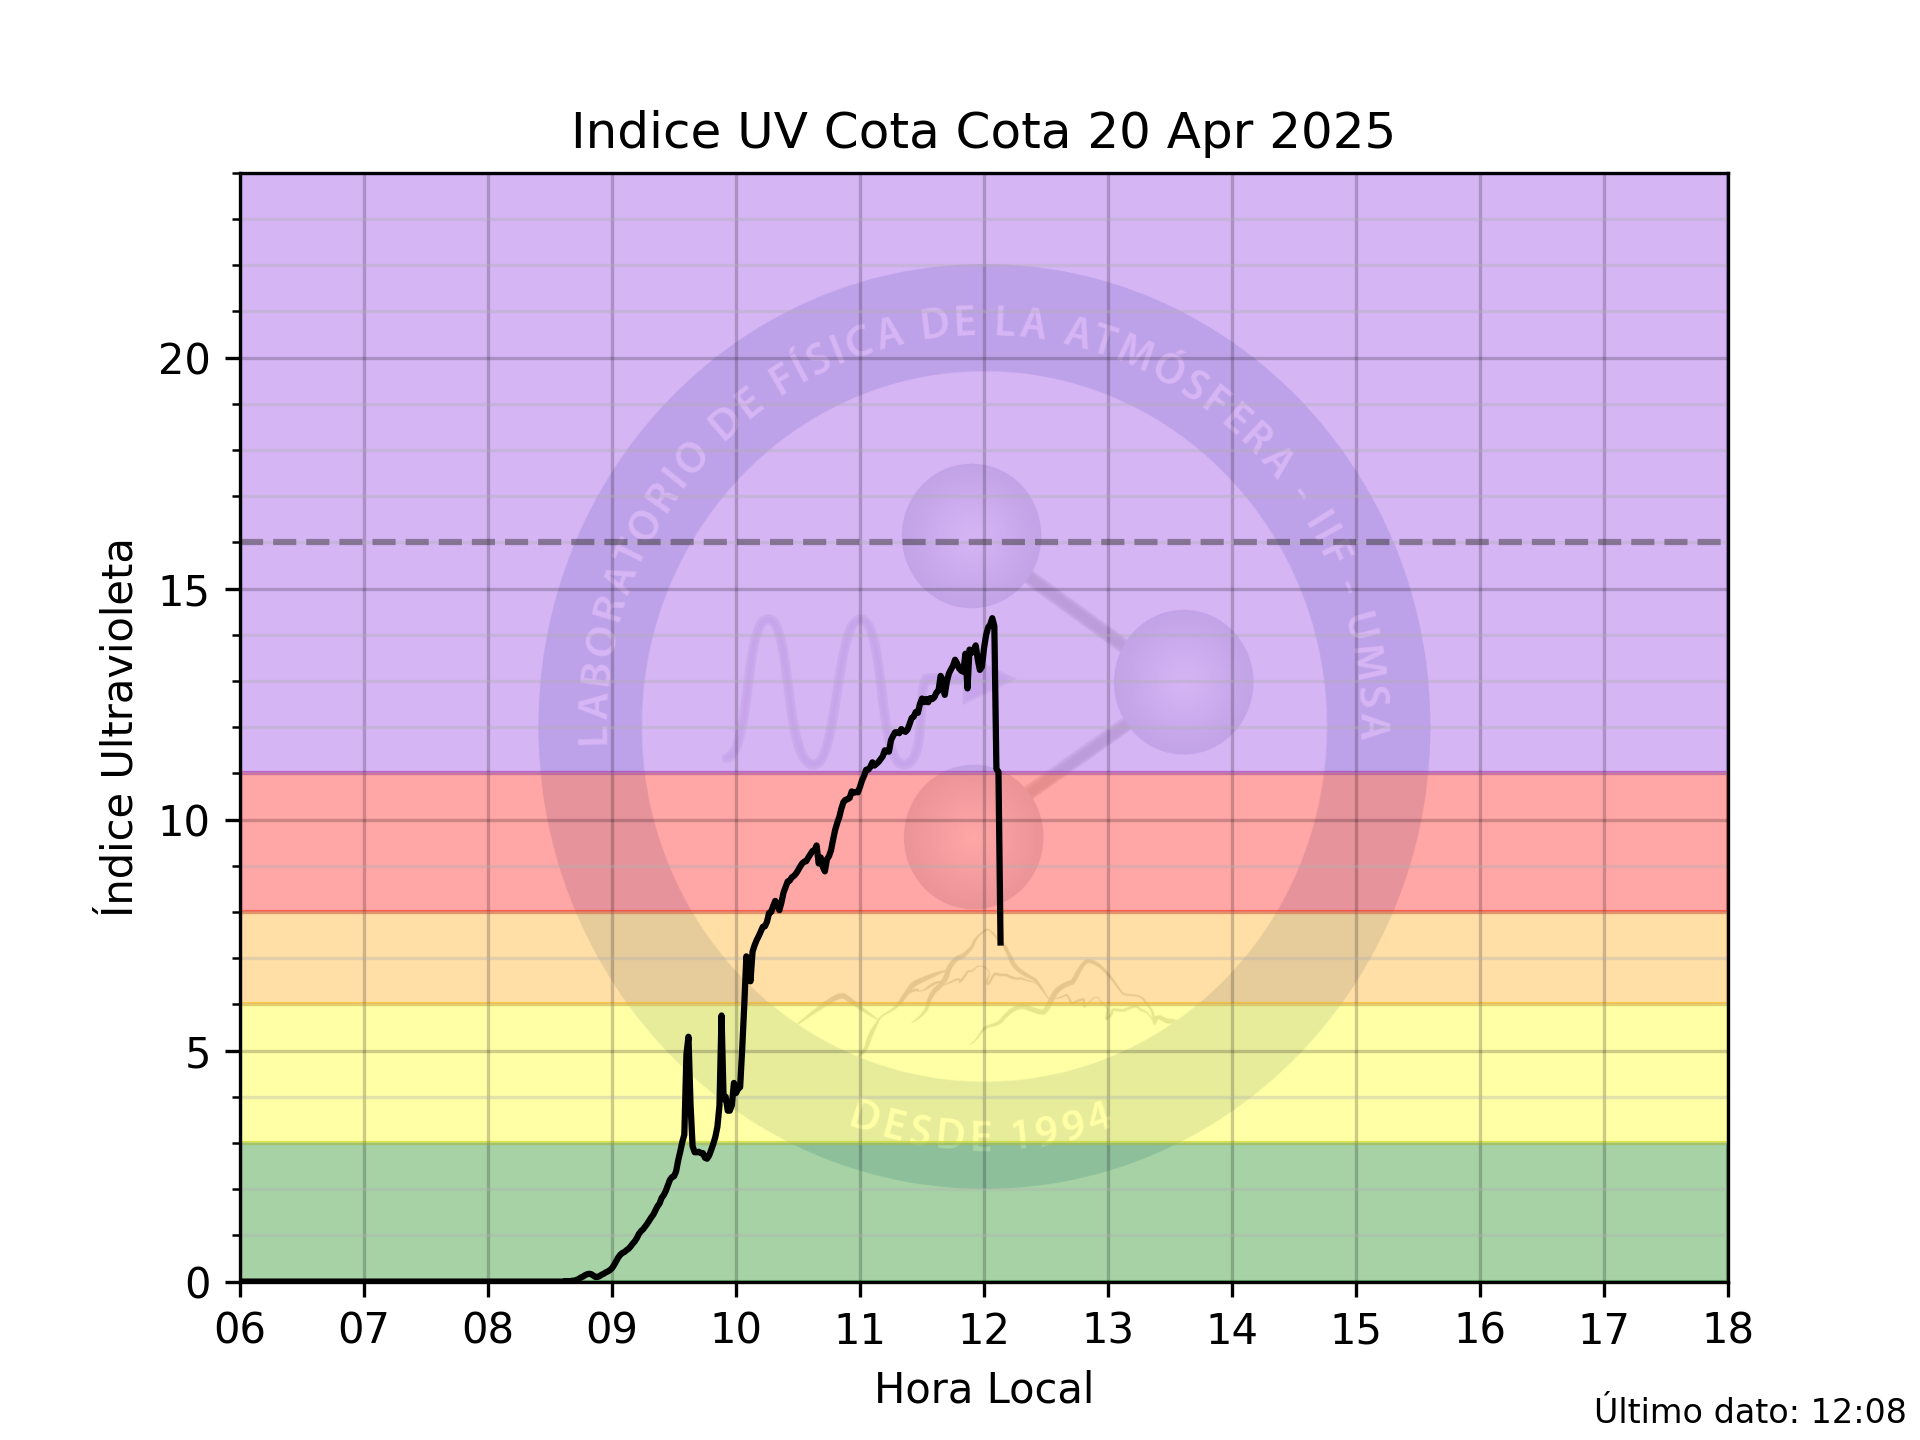 Indice UV Cota Cota 20 Apr 2025
LABORATORIO DE FÍSICA DE LA ATMÓSFERA - IIF - UMSA
DESDE 1994
Índice Ultravioleta
20
15
10
5
0
06 07 08 09 10 11 12 13 14 15 16 17 18
Hora Local
Último dato: 12:08